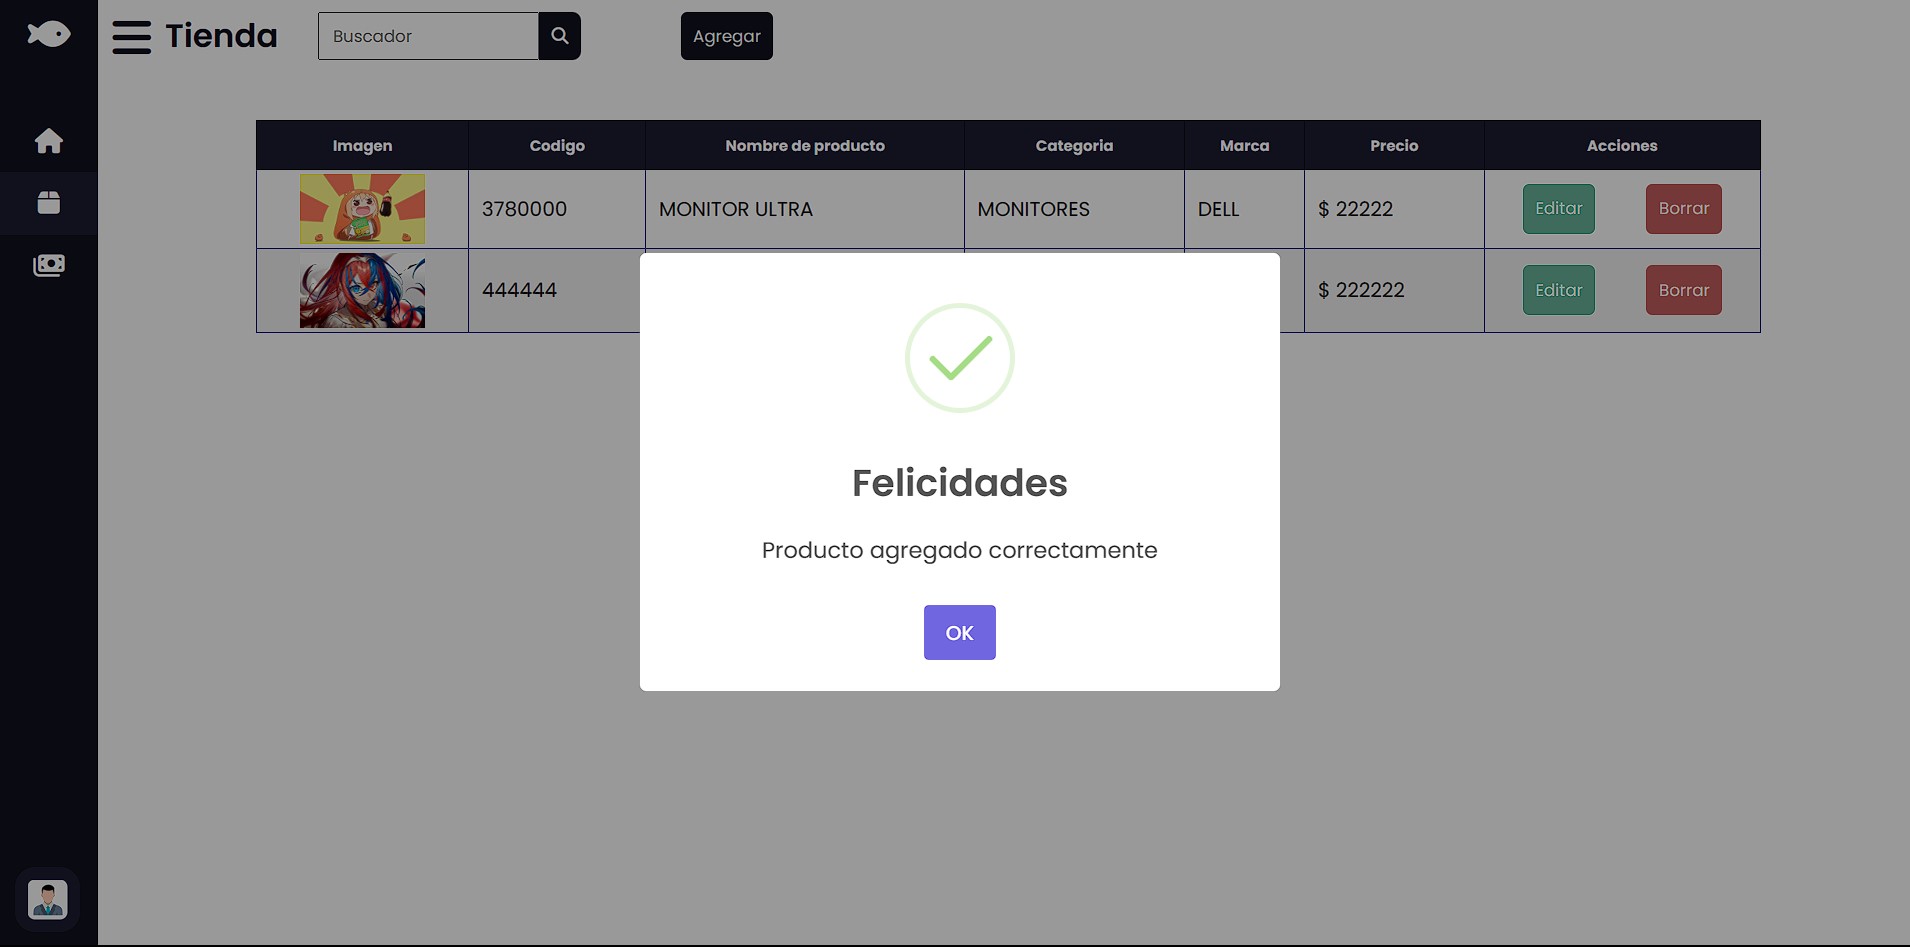 Tienda
Buscador
Agregar
Imagen Codigo Nombre de producto Categoria Marca Precio Acciones
3780000 MONITOR ULTRA MONITORES DELL $ 22222 Editar Borrar
444444 $ 222222 Editar Borrar
Felicidades
Producto agregado correctamente
OK